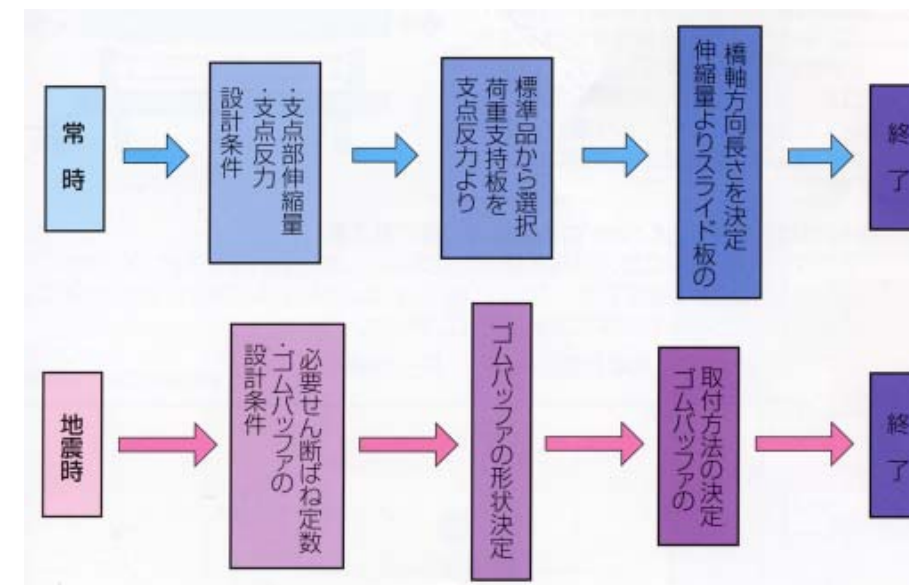 常時
設計条件
・支点反力
・支点部伸縮量
支点反力より
荷重支持板を
標準品から選択
伸縮量よりスライド板の
橋軸方向長さを決定
終了
地震時
設計条件
・ゴムバッファの
必要せん断ばね定数
ゴムバッファの形状決定
ゴムバッファの
取付方法の決定
終了